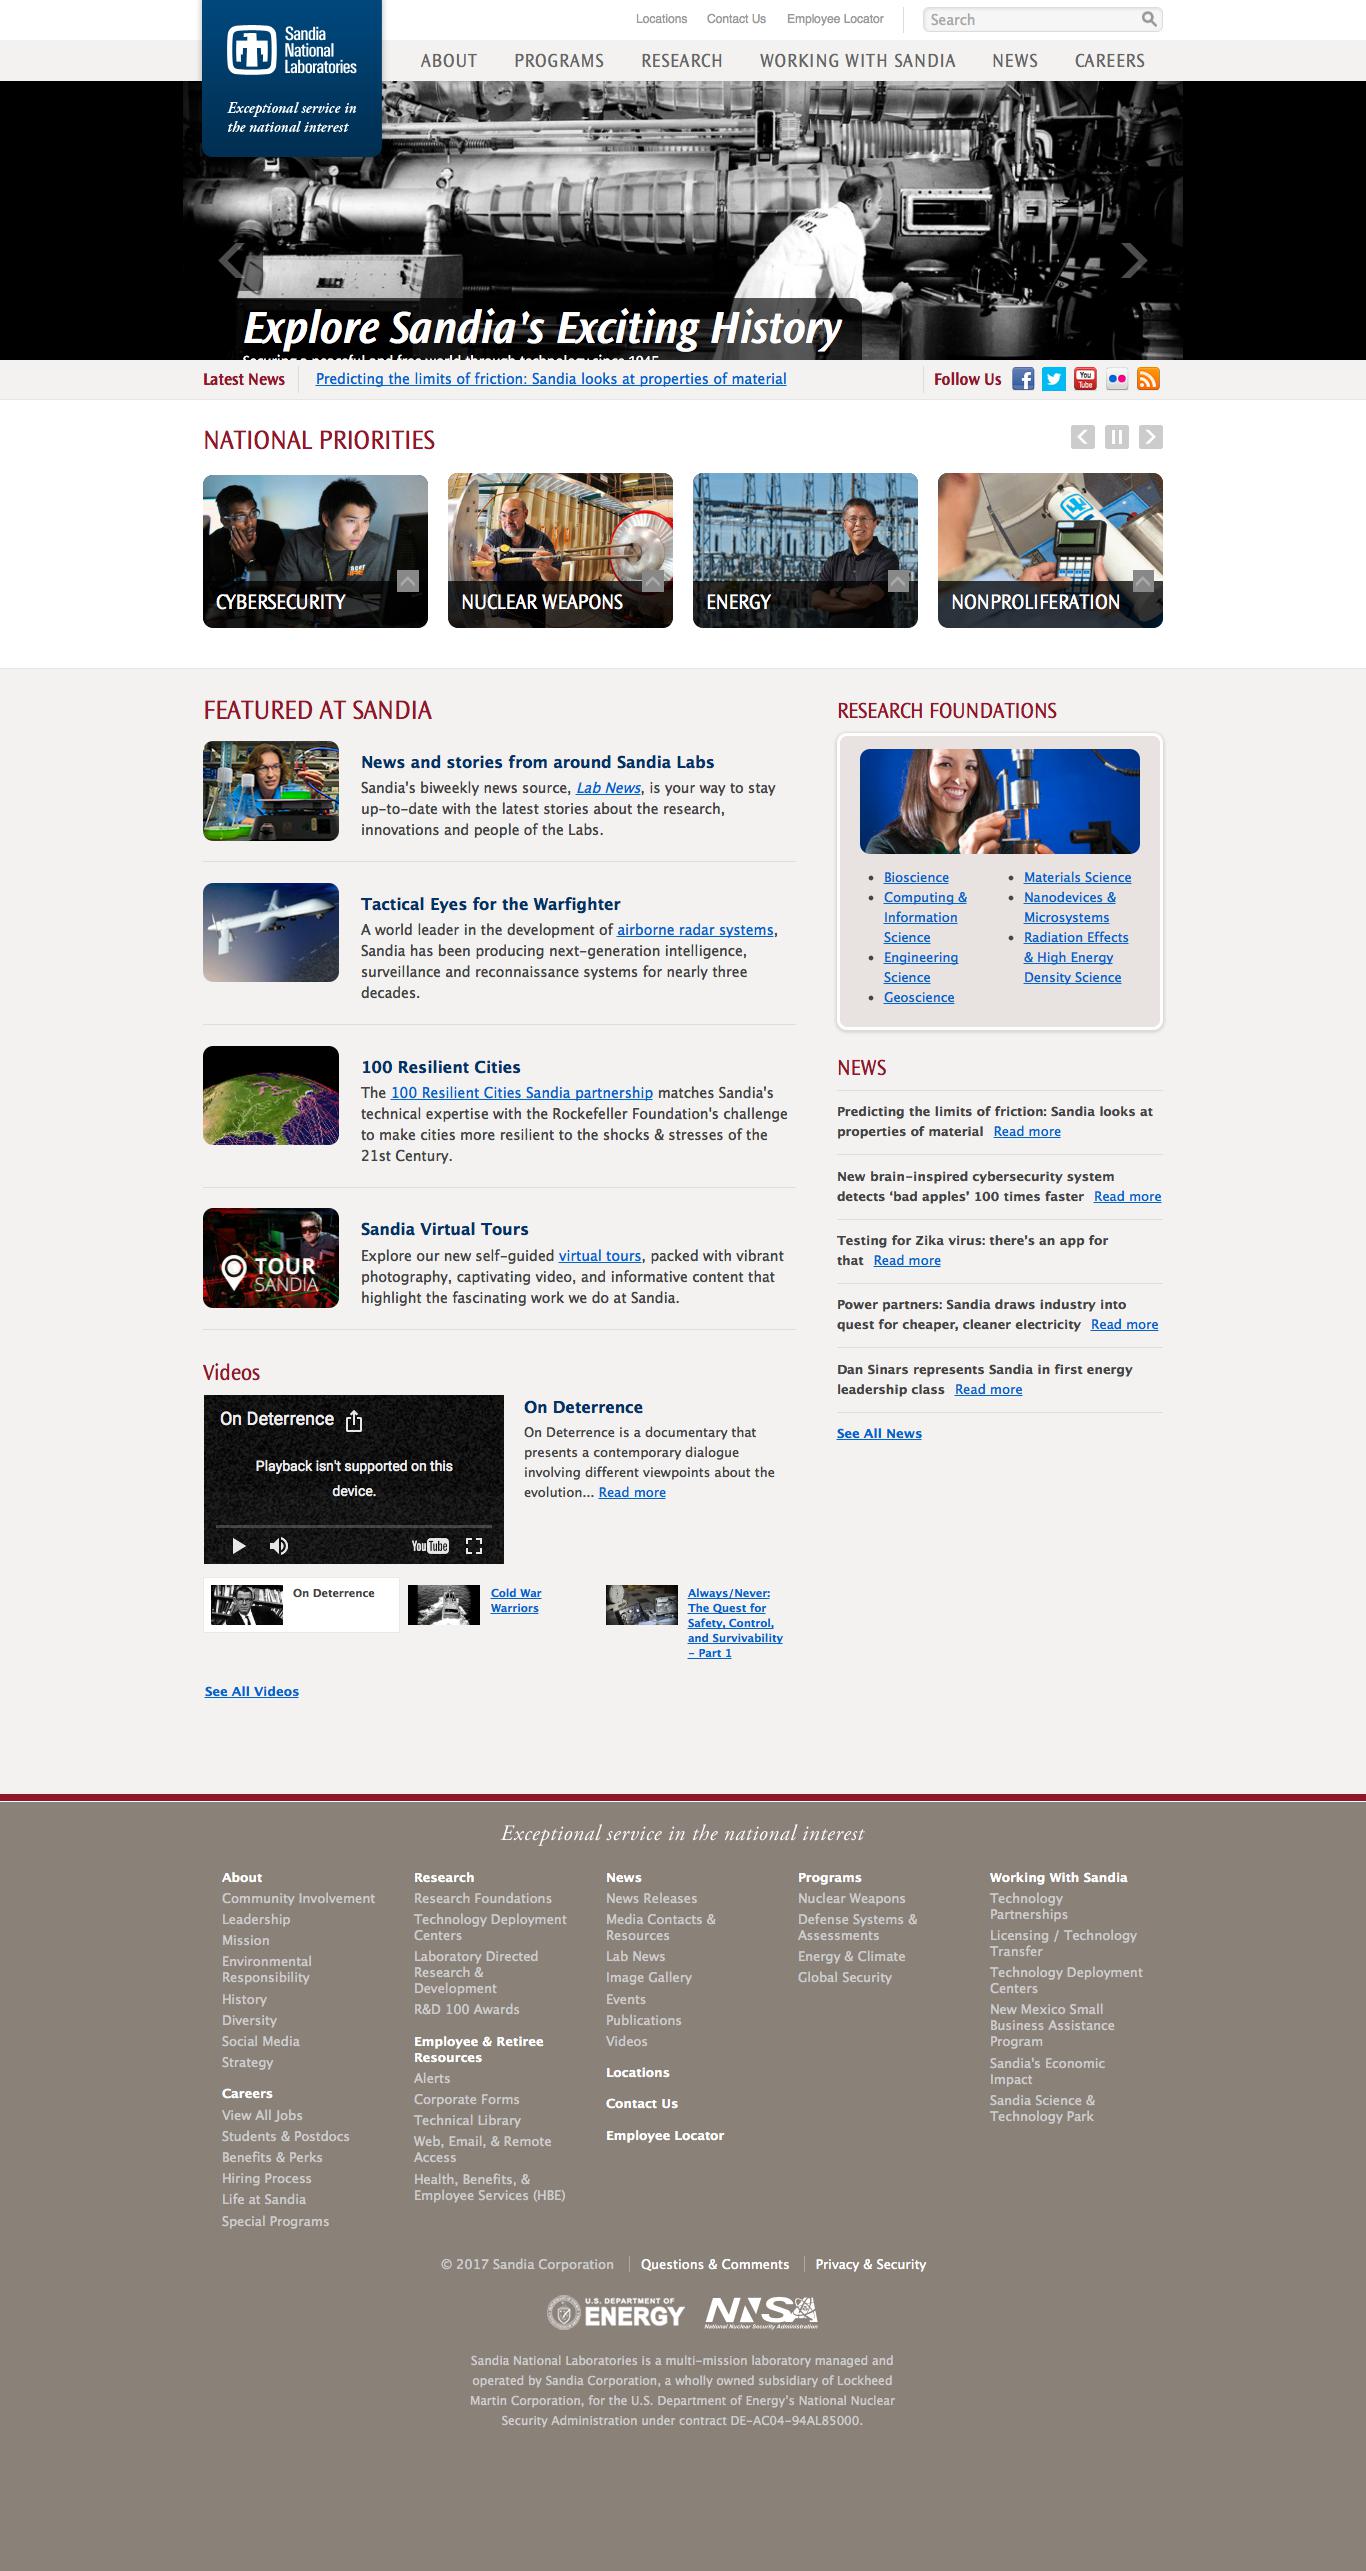 Locations Contact Us Employee Locator Search
Sandia
National
Laboratories
Exceptional service in
the national interest
ABOUT PROGRAMS RESEARCH WORKING WITH SANDIA NEWS CAREERS
Explore Sandia's Exciting History
Securing a peaceful and free world through technology since 1945
Latest News Predicting the limits of friction: Sandia looks at properties of material Follow Us
NATIONAL PRIORITIES
CYBERSECURITY
NUCLEAR WEAPONS
ENERGY
NONPROLIFERATION
FEATURED AT SANDIA
News and stories from around Sandia Labs
Sandia's biweekly news source, Lab News, is your way to stay
up-to-date with the latest stories about the research,
innovations and people of the Labs.
Tactical Eyes for the Warfighter
A world leader in the development of airborne radar systems,
Sandia has been producing next-generation intelligence,
surveillance and reconnaissance systems for nearly three
decades.
100 Resilient Cities
The 100 Resilient Cities Sandia partnership matches Sandia's
technical expertise with the Rockefeller Foundation's challenge
to make cities more resilient to the shocks & stresses of the
21st Century.
TOUR
SANDIA
Sandia Virtual Tours
Explore our new self-guided virtual tours, packed with vibrant
photography, captivating video, and informative content that
highlight the fascinating work we do at Sandia.
Videos
On Deterrence
Playback isn't supported on this
device.
YouTube
On Deterrence
On Deterrence is a documentary that
presents a contemporary dialogue
involving different viewpoints about the
evolution... Read more
On Deterrence
Cold War
Warriors
Always/Never:
The Quest for
Safety, Control,
and Survivability
- Part 1
See All Videos
RESEARCH FOUNDATIONS
Bioscience
Computing &
Information
Science
Engineering
Science
Geoscience
Materials Science
Nanodevices &
Microsystems
Radiation Effects
& High Energy
Density Science
NEWS
Predicting the limits of friction: Sandia looks at
properties of material Read more
New brain-inspired cybersecurity system
detects ‘bad apples’ 100 times faster Read more
Testing for Zika virus: there's an app for
that Read more
Power partners: Sandia draws industry into
quest for cheaper, cleaner electricity Read more
Dan Sinars represents Sandia in first energy
leadership class Read more
See All News
Exceptional service in the national interest
About
Community Involvement
Leadership
Mission
Environmental
Responsibility
History
Diversity
Social Media
Strategy
Careers
View All Jobs
Students & Postdocs
Benefits & Perks
Hiring Process
Life at Sandia
Special Programs
Research
Research Foundations
Technology Deployment
Centers
Laboratory Directed
Research &
Development
R&D 100 Awards
Employee & Retiree
Resources
Alerts
Corporate Forms
Technical Library
Web, Email, & Remote
Access
Health, Benefits, &
Employee Services (HBE)
News
News Releases
Media Contacts &
Resources
Lab News
Image Gallery
Events
Publications
Videos
Locations
Contact Us
Employee Locator
Programs
Nuclear Weapons
Defense Systems &
Assessments
Energy & Climate
Global Security
Working With Sandia
Technology
Partnerships
Licensing / Technology
Transfer
Technology Deployment
Centers
New Mexico Small
Business Assistance
Program
Sandia's Economic
Impact
Sandia Science &
Technology Park
© 2017 Sandia Corporation Questions & Comments Privacy & Security
U.S. DEPARTMENT OF
ENERGY
NNSA
National Nuclear Security Administration
Sandia National Laboratories is a multi-mission laboratory managed and
operated by Sandia Corporation, a wholly owned subsidiary of Lockheed
Martin Corporation, for the U.S. Department of Energy's National Nuclear
Security Administration under contract DE-AC04-94AL85000.